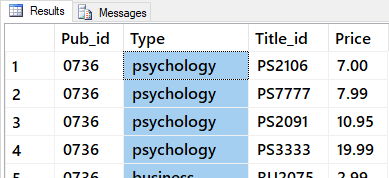 Results Messages
Pub_id Type Title_id Price
1 0736 psychology PS2106 7.00
2 0736 psychology PS7777 7.99
3 0736 psychology PS2091 10.95
4 0736 psychology PS3333 19.99
5 0736 business BU2075 2.99